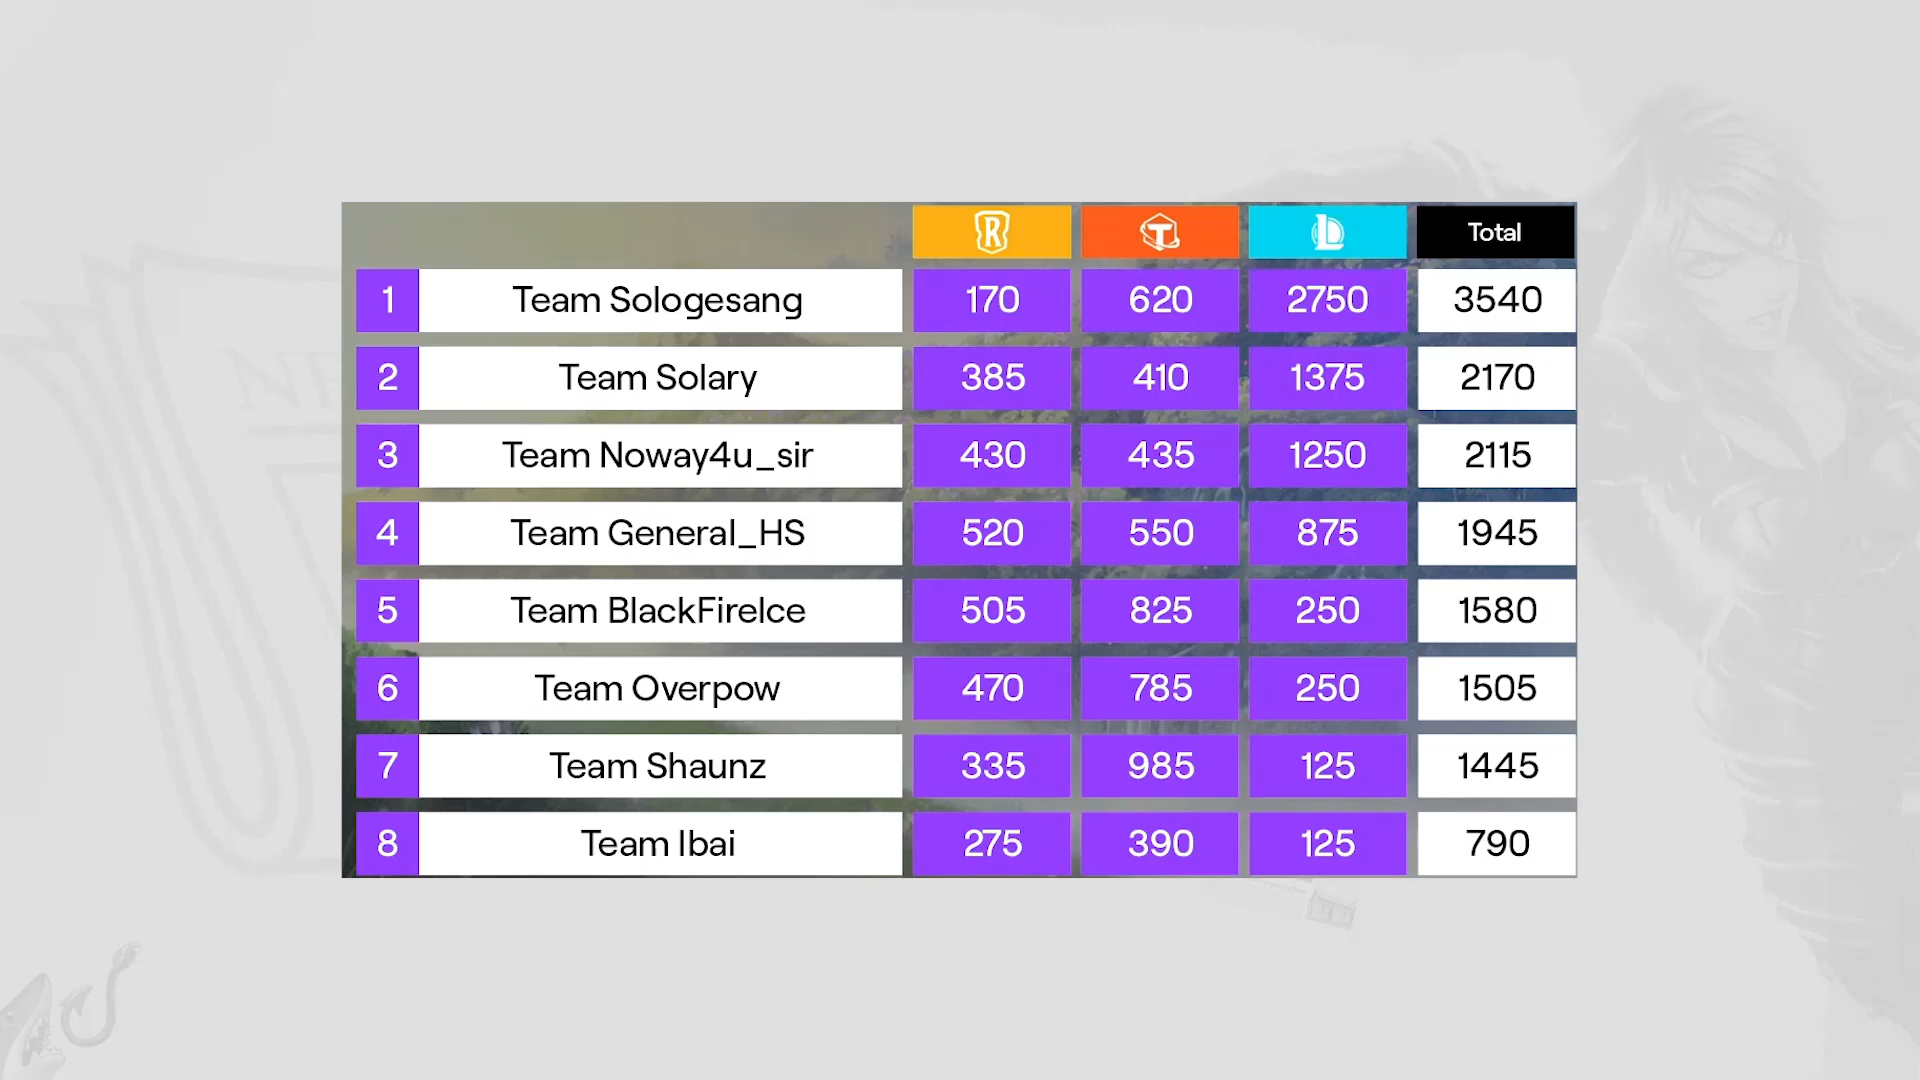 R T L Total
1 Team Sologesang 170 620 2750 3540
2 Team Solary 385 410 1375 2170
3 Team Noway4u_sir 430 435 1250 2115
4 Team General_HS 520 550 875 1945
5 Team BlackFireIce 505 825 250 1580
6 Team Overpow 470 785 250 1505
7 Team Shaunz 335 985 125 1445
8 Team Ibai 275 390 125 790